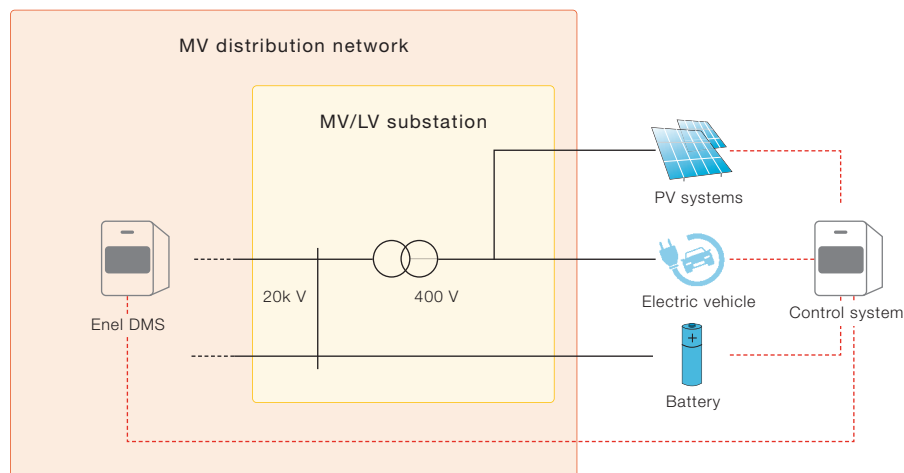 MV distribution network
MV/LV substation
PV systems
20k V
400 V
Electric vehicle
Control system
Enel DMS
Battery